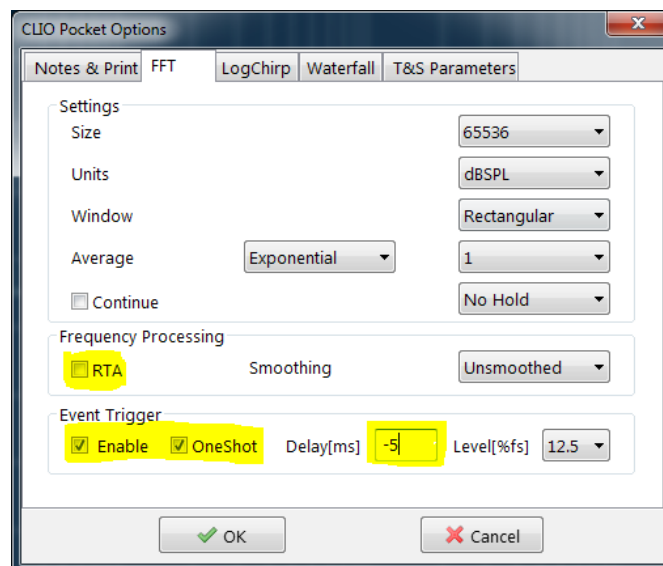 CLIO Pocket Options
Notes & Print FFT LogChirp Waterfall T&S Parameters
Settings
Size 65536
Units dBSPL
Window Rectangular
Average Exponential 1
Continue No Hold
Frequency Processing
RTA Smoothing Unsmoothed
Event Trigger
Enable OneShot Delay[ms] -5 Level[%fs] 12.5
OK Cancel